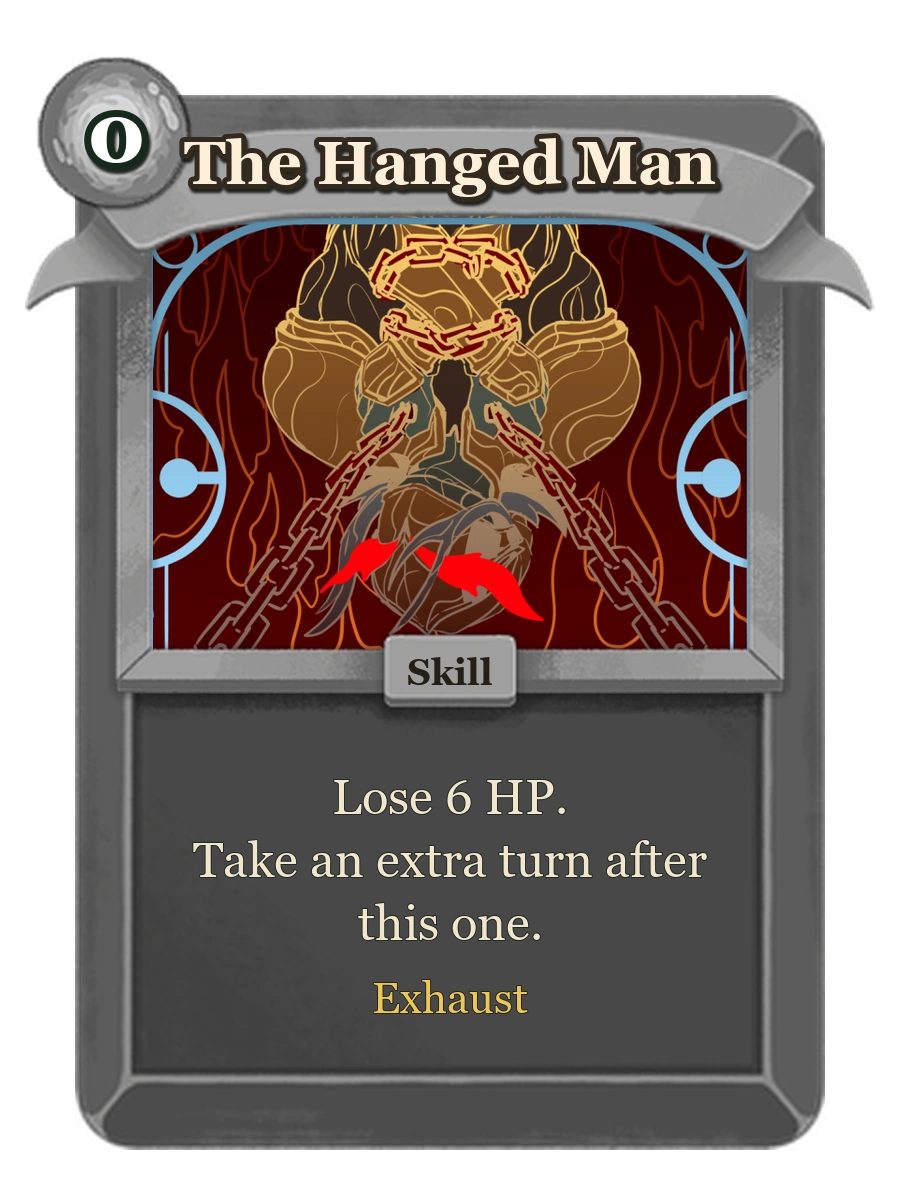 0
The Hanged Man
Skill
Lose 6 HP.
Take an extra turn after
this one.
Exhaust